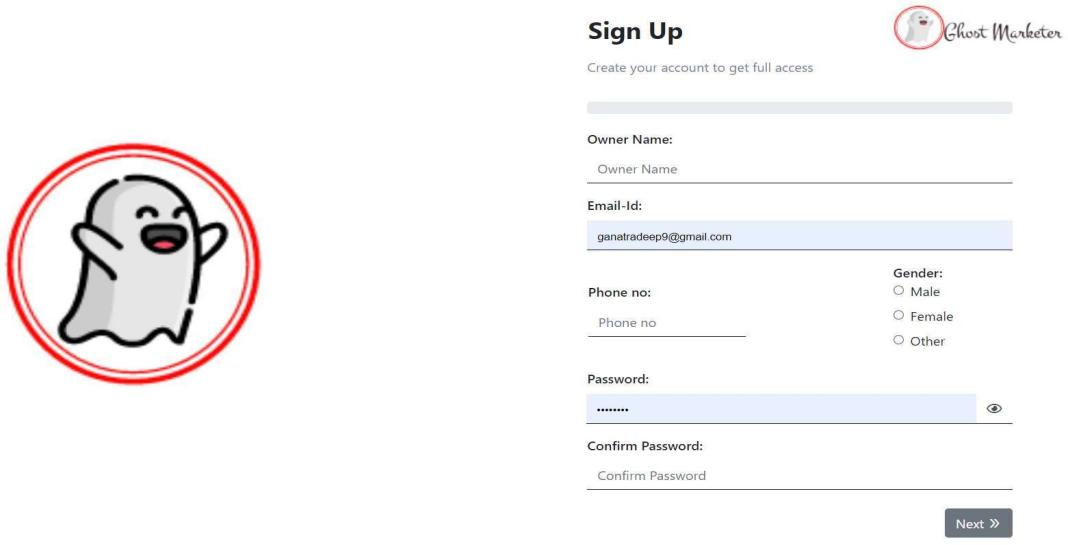 Sign Up
Ghost Marketer
Create your account to get full access
Owner Name:
Owner Name
Email-Id:
ganatradeep9@gmail.com
Gender:
Phone no:
Male
Phone no
Female
Other
Password:
••••••••
Confirm Password:
Confirm Password
Next »